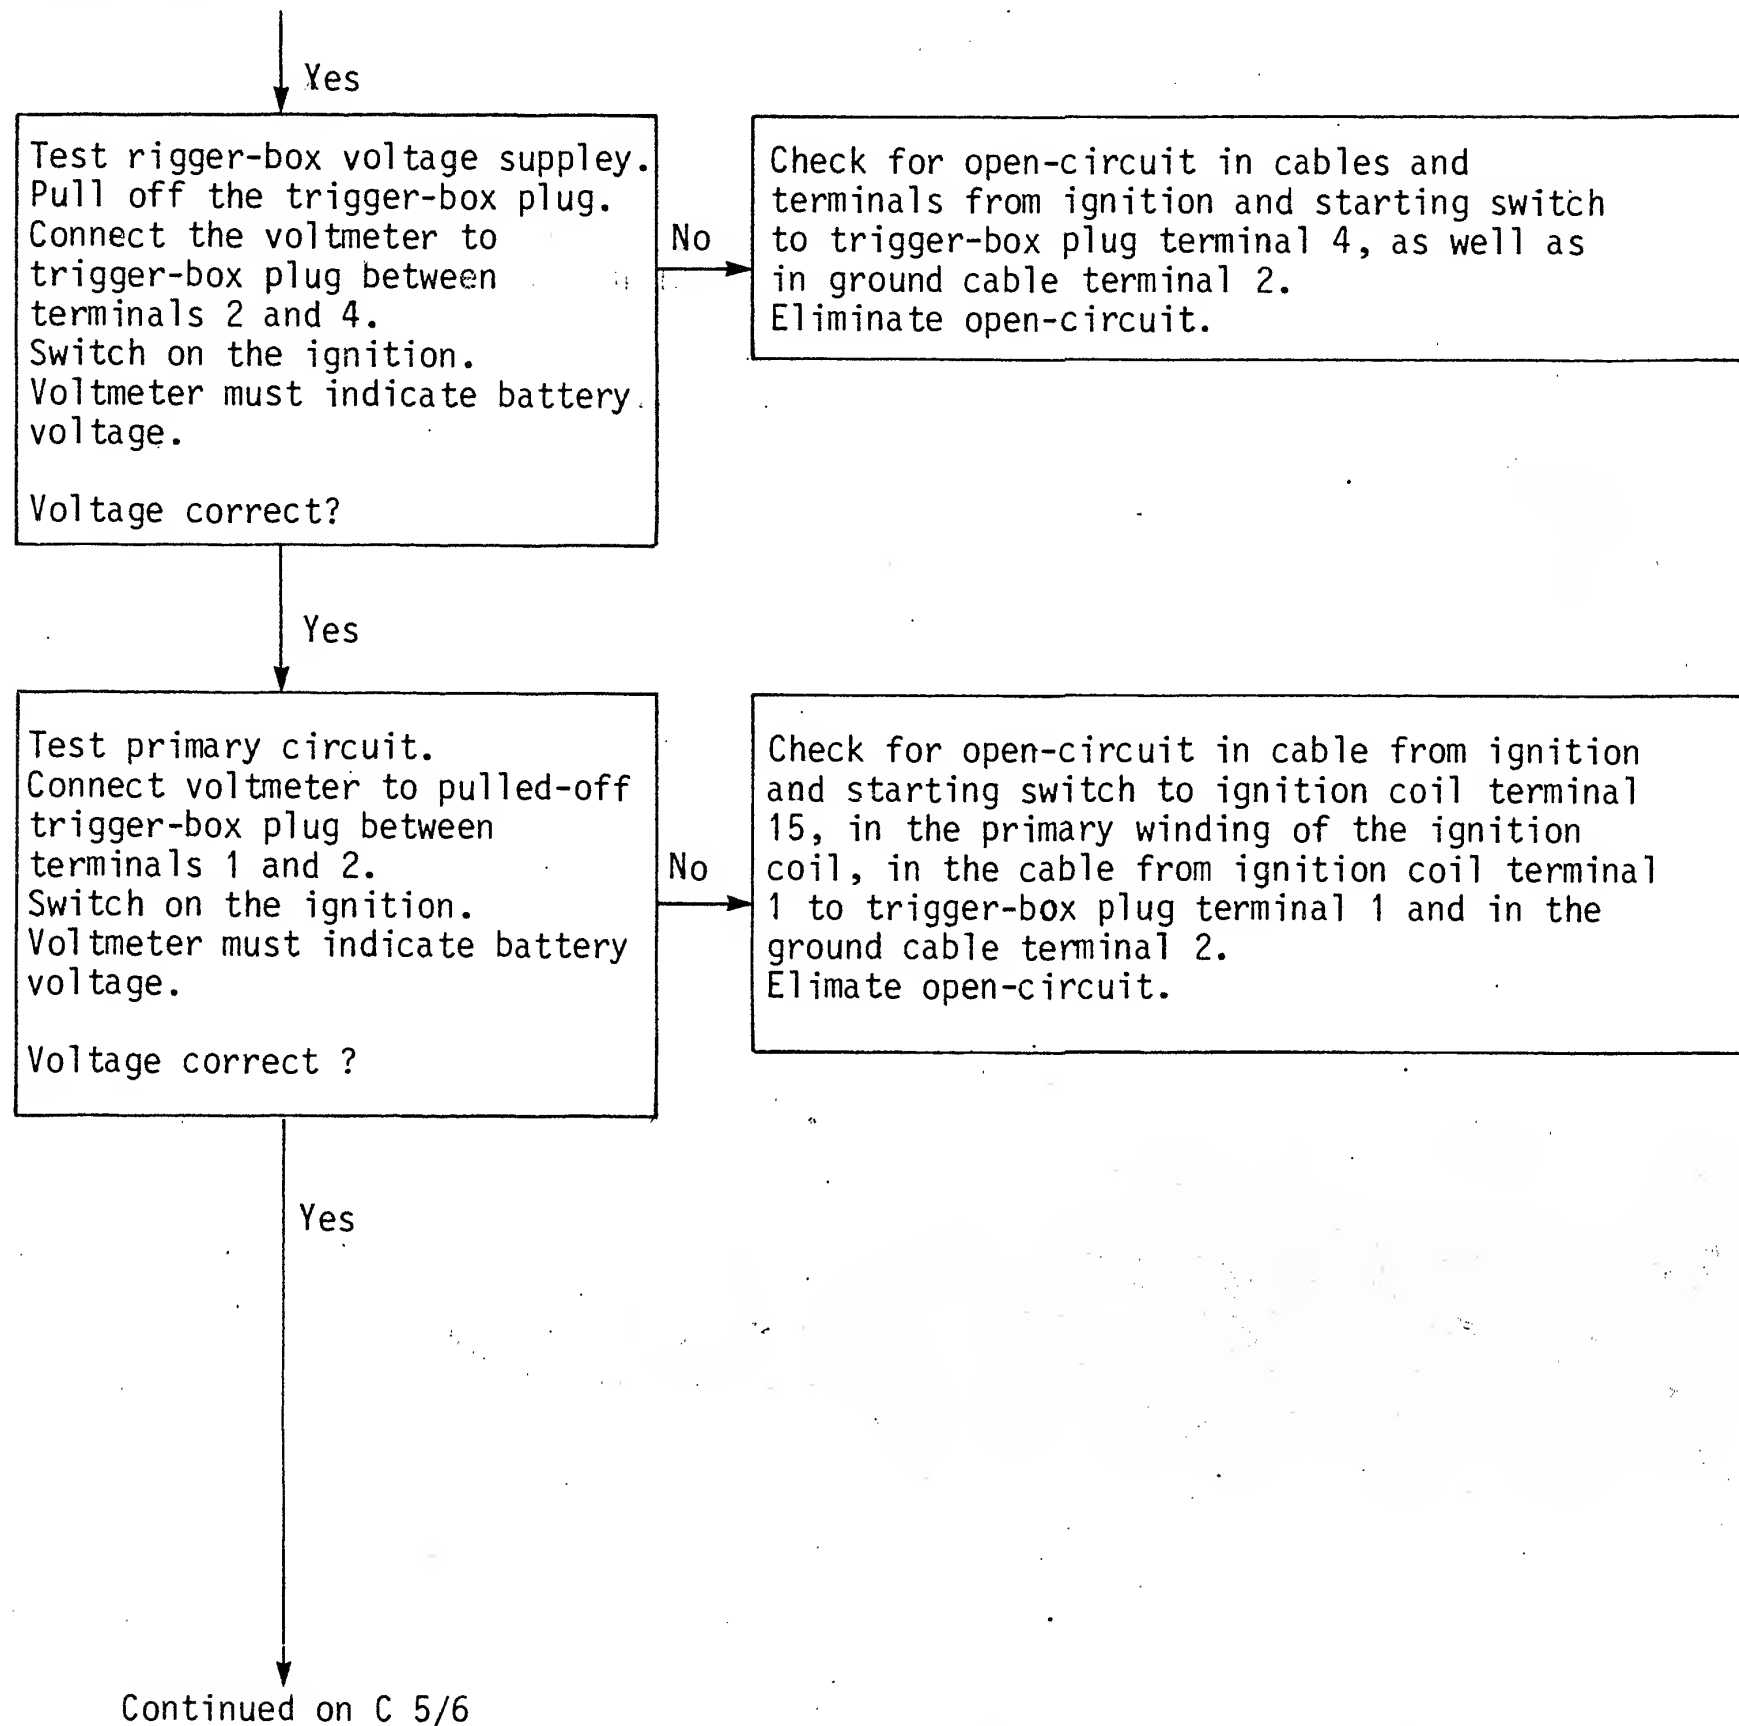 Yes
Test rigger-box voltage suppley.
Pull off the trigger-box plug.
Connect the voltmeter to
trigger-box plug between
terminals 2 and 4.
Switch on the ignition.
Voltmeter must indicate battery
voltage.
Voltage correct?
No
Check for open-circuit in cables and
terminals from ignition and starting switch
to trigger-box plug terminal 4, as well as
in ground cable terminal 2.
Eliminate open-circuit.
Yes
Test primary circuit.
Connect voltmeter to pulled-off
trigger-box plug between
terminals 1 and 2.
Switch on the ignition.
Voltmeter must indicate battery
voltage.
Voltage correct ?
No
Check for open-circuit in cable from ignition
and starting switch to ignition coil terminal
15, in the primary winding of the ignition
coil, in the cable from ignition coil terminal
1 to trigger-box plug terminal 1 and in the
ground cable terminal 2.
Elimate open-circuit.
Yes
Continued on C 5/6